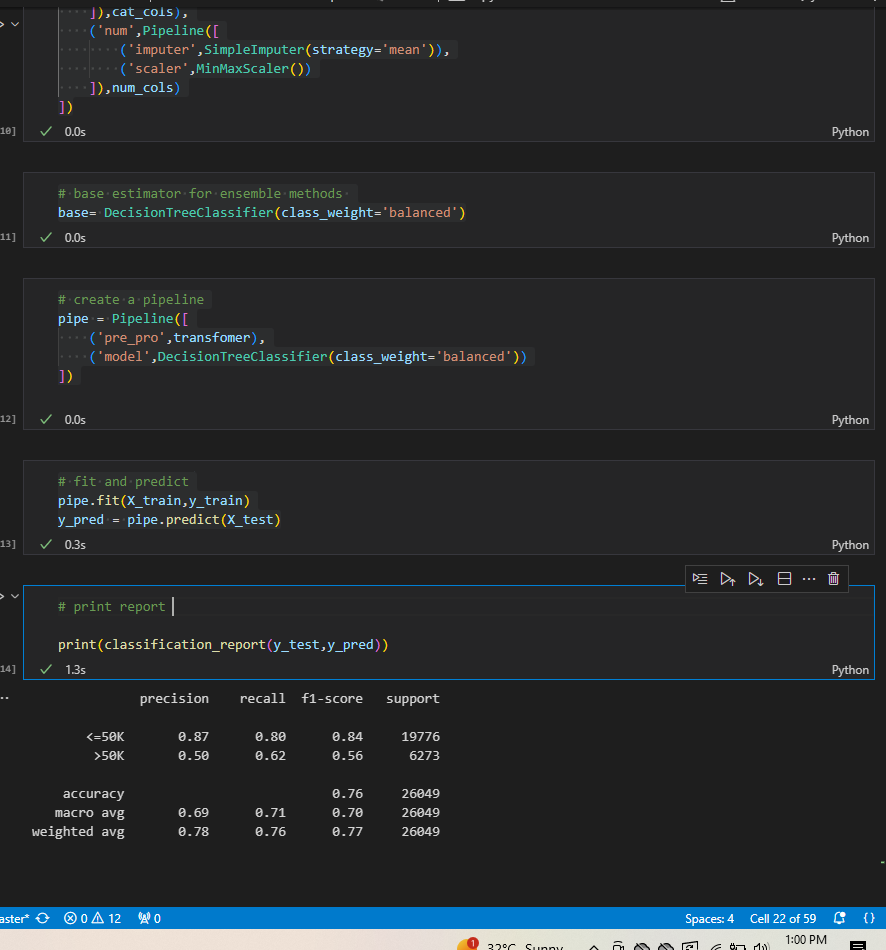 ]),cat_cols),
('num',Pipeline([
('imputer',SimpleImputer(strategy='mean')),
('scaler',MinMaxScaler())
]),num_cols)
])
10]
0.0s
Python
# base estimator for ensemble methods
base= DecisionTreeClassifier(class_weight='balanced')
11]
0.0s
Python
# create a pipeline
pipe = Pipeline([
('pre_pro',transfomer),
('model',DecisionTreeClassifier(class_weight='balanced'))
])
12]
0.0s
Python
# fit and predict
pipe.fit(X_train,y_train)
y_pred = pipe.predict(X_test)
13]
0.3s
Python
# print report
print(classification_report(y_test,y_pred))
14]
1.3s
Python
precision recall f1-score support
<=50K 0.87 0.80 0.84 19776
>50K 0.50 0.62 0.56 6273
accuracy 0.76 26049
macro avg 0.69 0.71 0.70 26049
weighted avg 0.78 0.76 0.77 26049
aster* 0 12 0 Spaces: 4 Cell 22 of 59 {}
1 32°C Sunny 1:00 PM